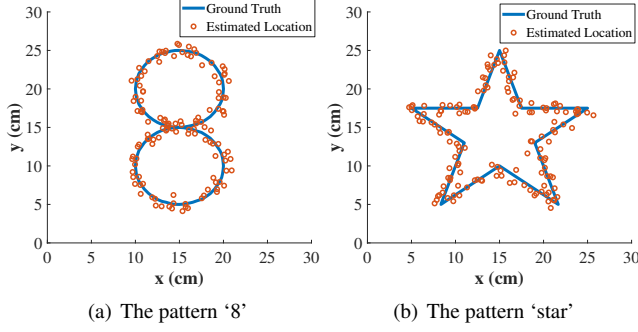 Ground Truth
Estimated Location
30
25
20
15
10
5
0
y (cm)
0 5 10 15 20 25 30
x (cm)
(a) The pattern ‘8’
Ground Truth
Estimated Location
30
25
20
15
10
5
0
y (cm)
0 5 10 15 20 25 30
x (cm)
(b) The pattern ‘star’